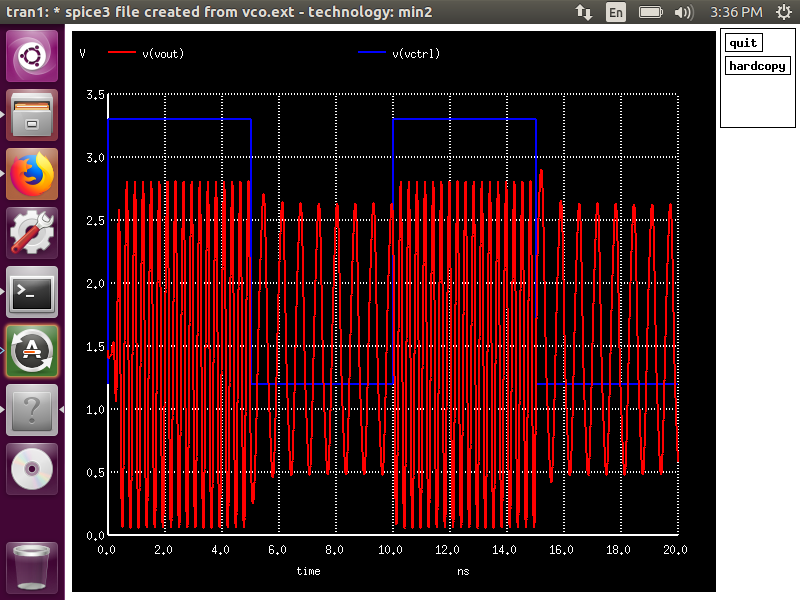 tran1: * spice3 file created from vco.ext - technology: min2
En
3:36 PM
quit
hardcopy
V
v(vout)
v(vctrl)
3.5
3.0
2.5
2.0
1.5
1.0
0.5
0.0
0.0 2.0 4.0 6.0 8.0 10.0 12.0 14.0 16.0 18.0 20.0
time
ns